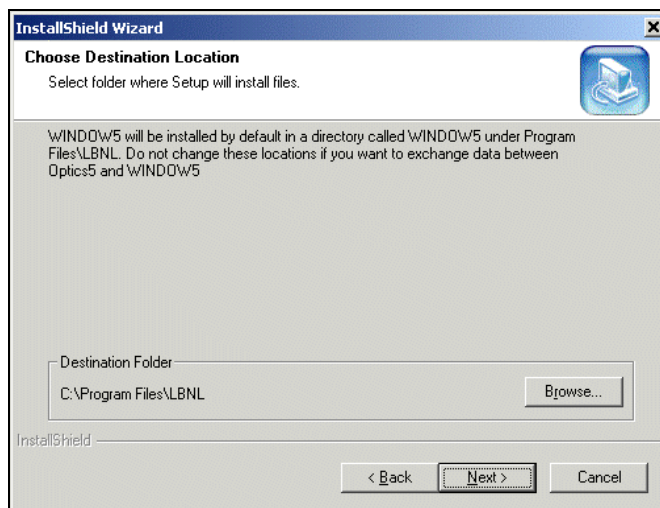 InstallShield Wizard
Choose Destination Location
Select folder where Setup will install files.
WINDOW5 will be installed by default in a directory called WINDOW5 under Program
Files\LBNL. Do not change these locations if you want to exchange data between
Optics5 and WINDOW5
Destination Folder
C:\Program Files\LBNL
Browse...
InstallShield
< Back
Next >
Cancel